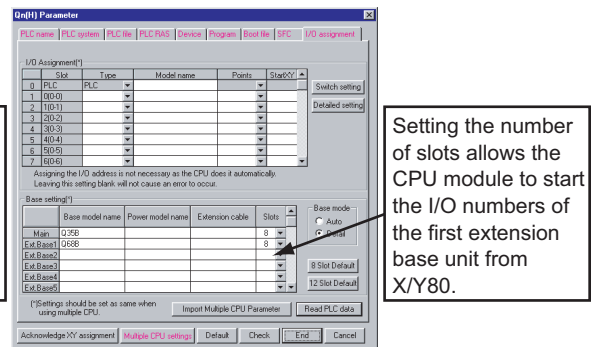 Qn(H) Parameter
PLC name PLC system PLC file PLC RAS Device Program Boot file SFC I/O assignment
I/O Assignment(*)
Slot Type Model name Points StartXY
0 PLC PLC
1 0(0-0)
2 1(0-1)
3 2(0-2)
4 3(0-3)
5 4(0-4)
6 5(0-5)
7 6(0-6)
Switch setting
Detailed setting
Assigning the I/O address is not necessary as the CPU does it automatically.
Leaving this setting blank will not cause an error to occur.
Base setting(*)
Base model name Power model name Extension cable Slots
Main Q35B 8
Ext.Base1 Q68B 8
Ext.Base2
Ext.Base3
Ext.Base4
Ext.Base5
Base mode
Auto
Detail
8 Slot Default
12 Slot Default
(*)Settings should be set as same when
using multiple CPU.
Import Multiple CPU Parameter
Read PLC data
Acknowledge XY assignment Multiple CPU settings Default Check End Cancel
Setting the number
of slots allows the
CPU module to start
the I/O numbers of
the first extension
base unit from
X/Y80.